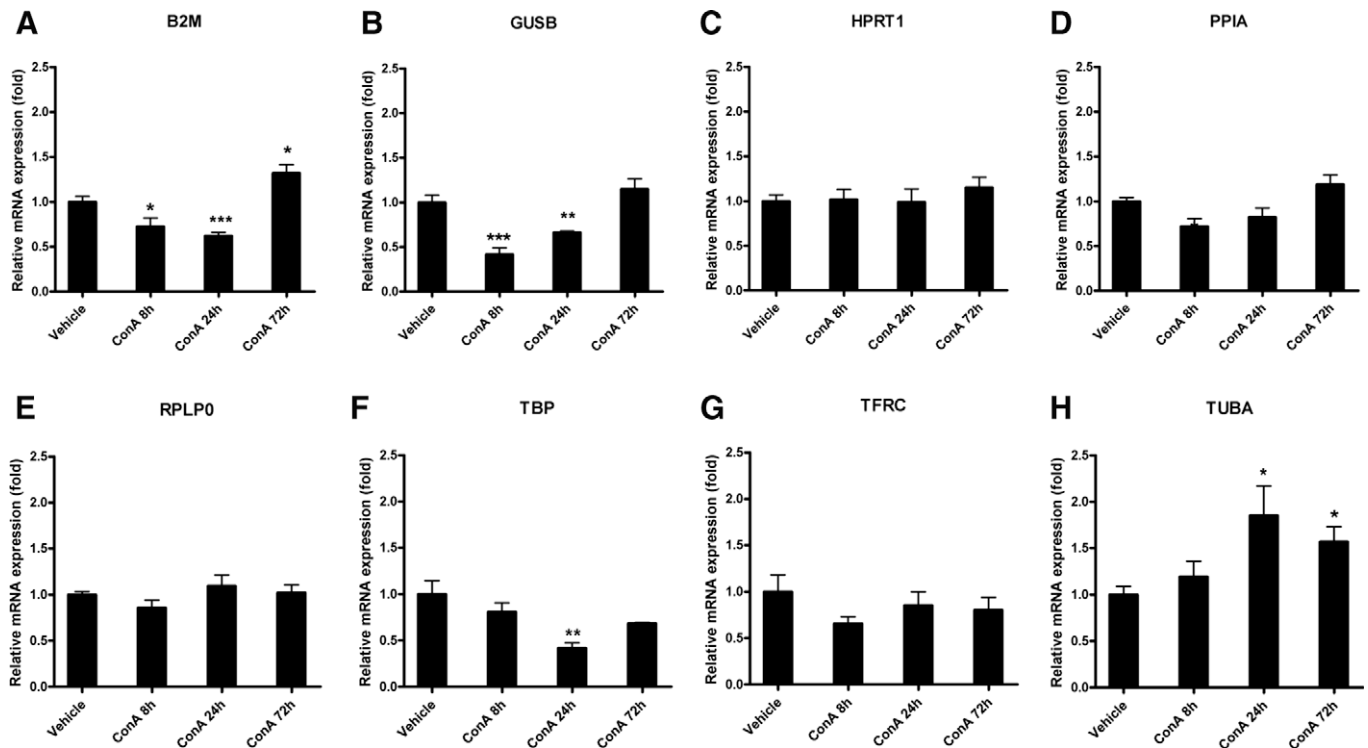 A
B2M
Relative mRNA expression (fold)
2.5
2.0
1.5
1.0
0.5
0.0
*
***
*
Vehicle
ConA 8h
ConA 24h
ConA 72h
B
GUSB
Relative mRNA expression (fold)
2.5
2.0
1.5
1.0
0.5
0.0
***
**
Vehicle
ConA 8h
ConA 24h
ConA 72h
C
HPRT1
Relative mRNA expression (fold)
2.5
2.0
1.5
1.0
0.5
0.0
Vehicle
ConA 8h
ConA 24h
ConA 72h
D
PPIA
Relative mRNA expression (fold)
2.5
2.0
1.5
1.0
0.5
0.0
Vehicle
ConA 8h
ConA 24h
ConA 72h
E
RPLP0
Relative mRNA expression (fold)
2.5
2.0
1.5
1.0
0.5
0.0
Vehicle
ConA 8h
ConA 24h
ConA 72h
F
TBP
Relative mRNA expression (fold)
2.5
2.0
1.5
1.0
0.5
0.0
**
Vehicle
ConA 8h
ConA 24h
ConA 72h
G
TFRC
Relative mRNA expression (fold)
2.5
2.0
1.5
1.0
0.5
0.0
Vehicle
ConA 8h
ConA 24h
ConA 72h
H
TUBA
Relative mRNA expression (fold)
2.5
2.0
1.5
1.0
0.5
0.0
*
*
Vehicle
ConA 8h
ConA 24h
ConA 72h